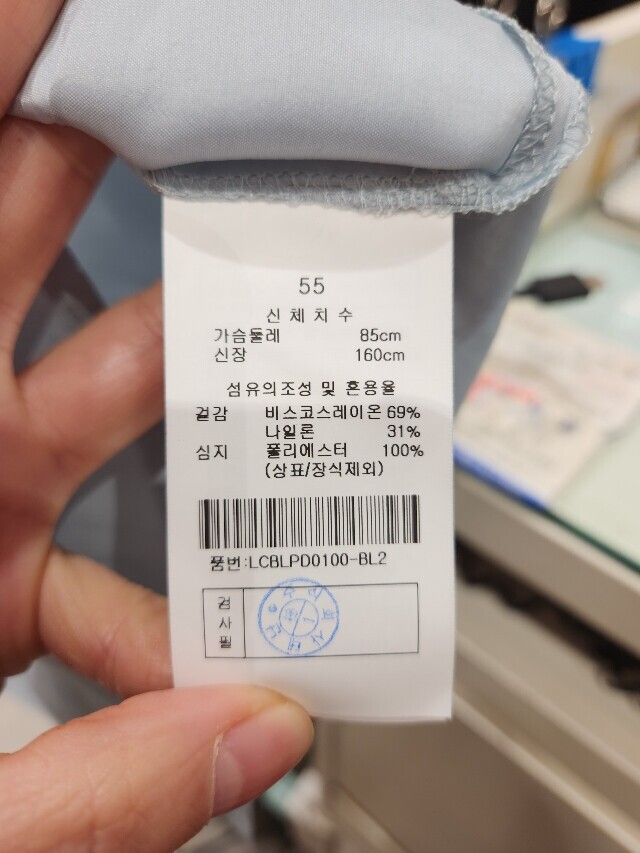 55
신체치수
가슴둘레 85cm
신장 160cm
섬유의조성 및 혼용율
겉감 비스코스레이온 69%
나일론 31%
심지 폴리에스터 100%
(상표/장식제외)
품번:LCBLPD0100-BL2
검사필